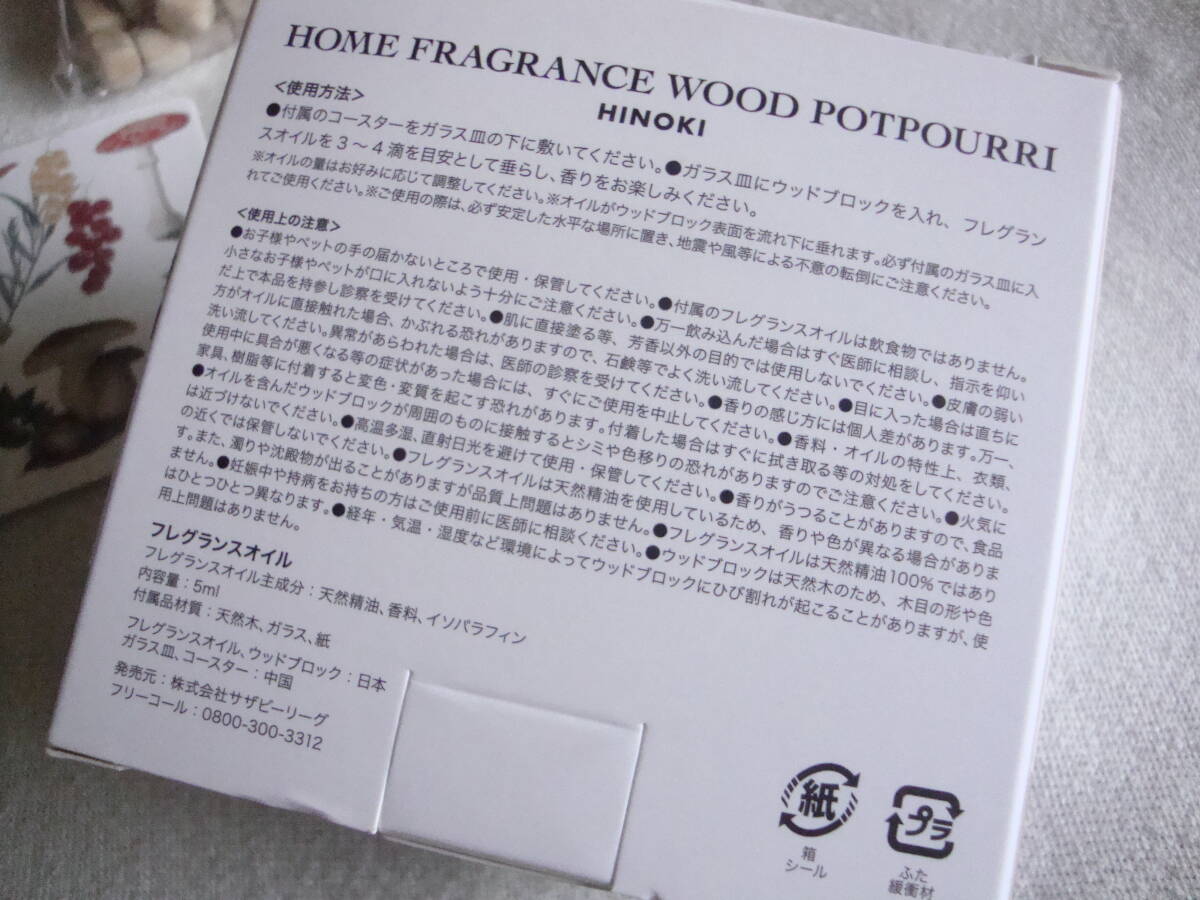 HOME FRAGRANCE WOOD POTPOURRI
HINOKI
<使用方法>
●付属のコースターをガラス皿の下に敷いてください。●ガラス皿にウッドブロックを入れ、フレグラン
スオイルを3〜4滴を目安として垂らし、香りをお楽しみください。
※オイルの量はお好みに応じて調整してください。※オイルがウッドブロック表面を流れ下に垂れます。必ず付属のガラス皿に入
れてご使用ください。※ご使用の際は、必ず安定した水平な場所に置き、地震や風等による不意の転倒にご注意ください。
<使用上の注意>
●お子様やペットの手の届かないところで使用・保管してください。●付属のフレグランスオイルは飲食物ではありません。
小さなお子様やペットが口に入れないよう十分にご注意ください。●万一飲み込んだ場合はすぐ医師に相談し、指示を仰い
だ上で本品を持参し診察を受けてください。●肌に直接塗る等、芳香以外の目的では使用しないでください。●皮膚の弱い
方がオイルに直接触れた場合、かぶれる恐れがありますので、石鹸等でよく洗い流してください。●目に入った場合は直ちに
洗い流してください。異常があらわれた場合は、医師の診察を受けてください。●香りの感じ方には個人差があります。万一、
使用中に具合が悪くなる等の症状があった場合には、すぐにご使用を中止してください。●香料・オイルの特性上、衣類、
家具、樹脂等に付着すると変色・変質を起こす恐れがあります。付着した場合はすぐに拭き取る等の対処をしてください。
●オイルを含んだウッドブロックが周囲のものに接触するとシミや色移りの恐れがありますのでご注意ください。●火気に
は近づけないでください。●高温多湿、直射日光を避けて使用・保管してください。●香りがうつることがありますので、食品
の近くでは保管しないでください。●フレグランスオイルは天然精油を使用しているため、香りや色が異なる場合がありま
す。また、濁りや沈殿物が出ることがありますが品質上問題はありません。●フレグランスオイルは天然精油100%ではあり
ません。●妊娠中や持病をお持ちの方はご使用前に医師に相談ください。●ウッドブロックは天然木のため、木目の形や色
はひとつひとつ異なります。●経年・気温・湿度など環境によってウッドブロックにひび割れが起こることがありますが、使
用上問題はありません。
フレグランスオイル
フレグランスオイル主成分：天然精油、香料、イソパラフィン
内容量：5ml
付属品材質：天然木、ガラス、紙
フレグランスオイル、ウッドブロック：日本
ガラス皿、コースター：中国
発売元：株式会社サザビーリーグ
フリーコール：0800-300-3312
紙
箱
シール
プラ
ふた
緩衝材